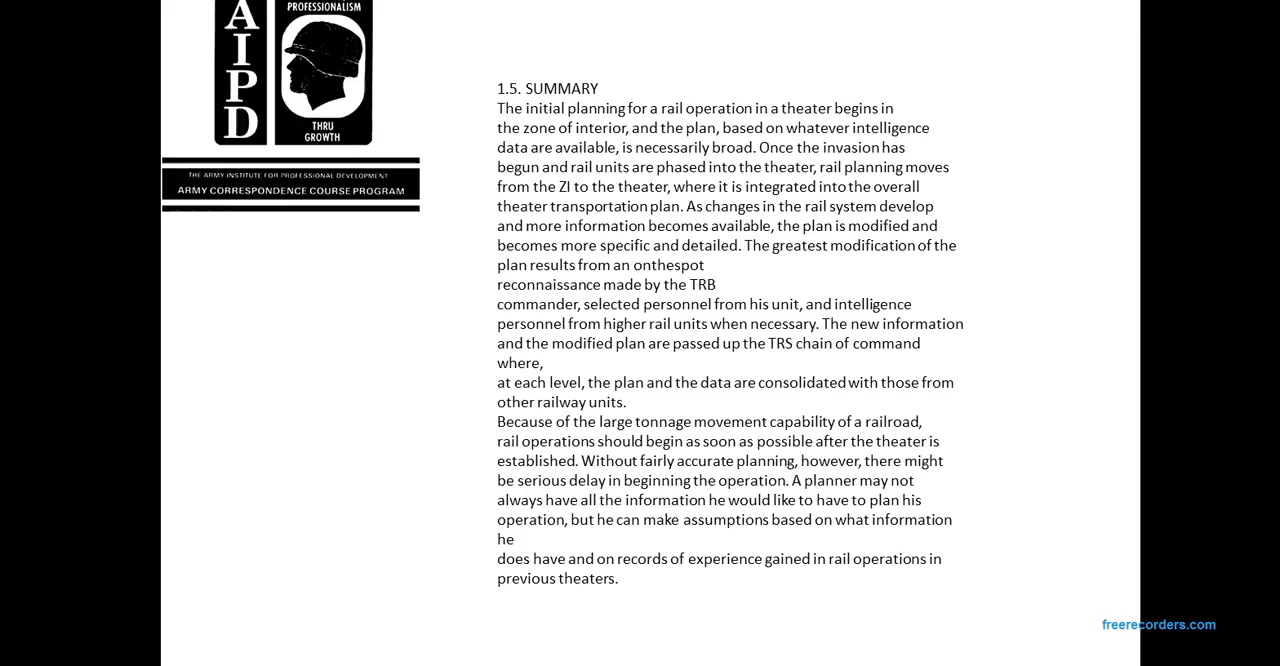 AIPD
PROFESSIONALISM
THRU
GROWTH
THE ARMY INSTITUTE FOR PROFESSIONAL DEVELOPMENT
ARMY CORRESPONDENCE COURSE PROGRAM
1.5. SUMMARY
The initial planning for a rail operation in a theater begins in
the zone of interior, and the plan, based on whatever intelligence
data are available, is necessarily broad. Once the invasion has
begun and rail units are phased into the theater, rail planning moves
from the ZI to the theater, where it is integrated into the overall
theater transportation plan. As changes in the rail system develop
and more information becomes available, the plan is modified and
becomes more specific and detailed. The greatest modification of the
plan results from an onthespot
reconnaissance made by the TRB
commander, selected personnel from his unit, and intelligence
personnel from higher rail units when necessary. The new information
and the modified plan are passed up the TRS chain of command
where,
at each level, the plan and the data are consolidated with those from
other railway units.
Because of the large tonnage movement capability of a railroad,
rail operations should begin as soon as possible after the theater is
established. Without fairly accurate planning, however, there might
be serious delay in beginning the operation. A planner may not
always have all the information he would like to have to plan his
operation, but he can make assumptions based on what information
he
does have and on records of experience gained in rail operations in
previous theaters.
freerecorders.com